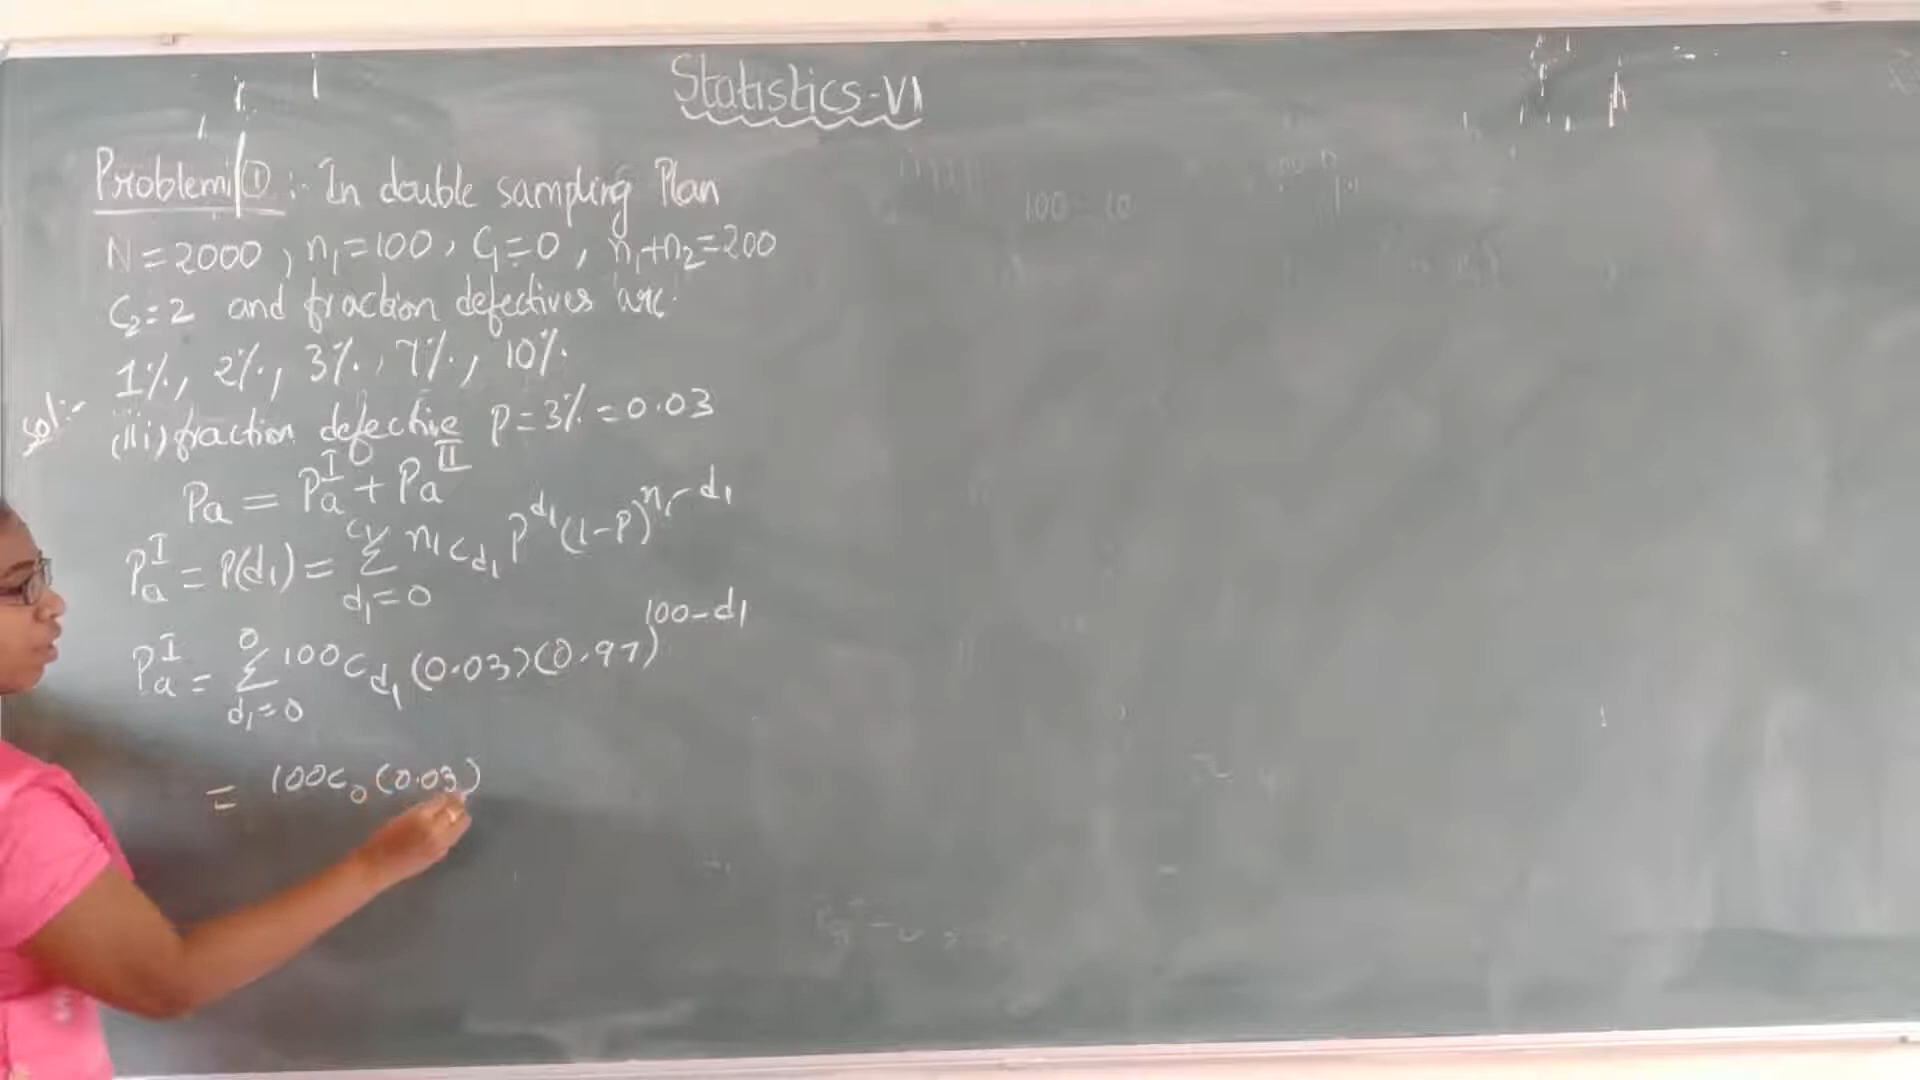 Statistics-VI
Problem ① :- In double sampling Plan
N = 2000, n₁=100, C₁=0, n₁+n₂=200
C₂=2 and fraction defectives are
1%, 2%, 3%, 7%, 10%.
Sol:- (iii) fraction defective P=3% = 0.03
Pa = Pa^I + Pa^II
Pa^I = P(d₁) = Σ_{d₁=0}^{C₁} n₁C_{d₁} P^{d₁} (1-P)^{n₁-d₁}
Pa^I = Σ_{d₁=0}^{0} 100C_{d₁} (0.03)(0.97)^{100-d₁}
= 100C₀ (0.03)
100 C0